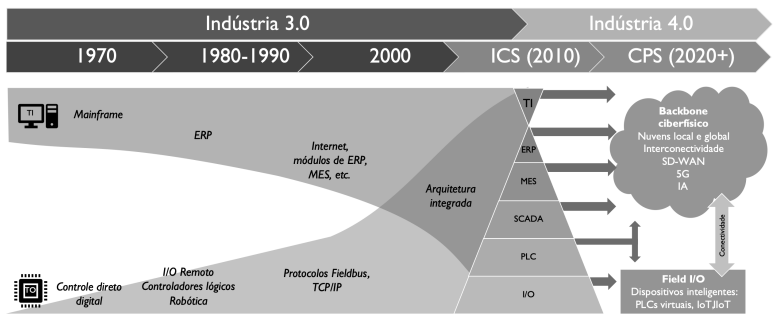 Indústria 3.0
Indústria 4.0
1970
1980-1990
2000
ICS (2010)
CPS (2020+)
TI
Mainframe
ERP
Internet,
módulos de ERP,
MES, etc.
Arquitetura
integrada
TI
ERP
MES
SCADA
PLC
I/O
Backbone
ciberfísico
Nuvens local e global
Interconectividade
SD-WAN
5G
IA
Conectividade
TO
Controle direto
digital
I/O Remoto
Controladores lógicos
Robótica
Protocolos Fieldbus,
TCP/IP
Field I/O
Dispositivos inteligentes:
PLCs virtuais, IoT,IIoT